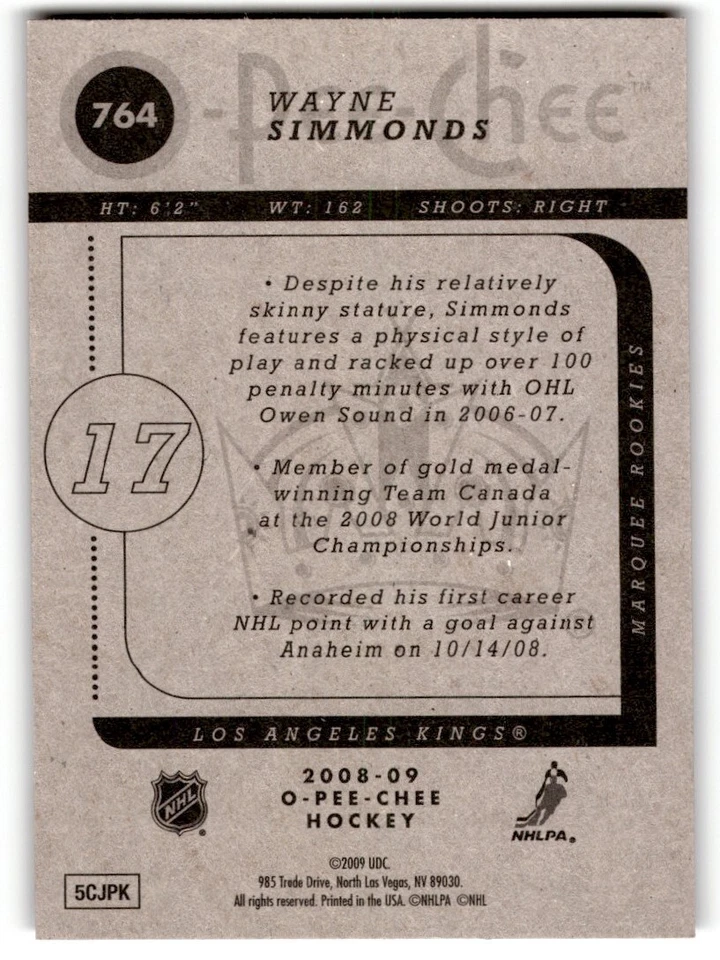 O-Pee-Chee™
764
WAYNE
SIMMONDS
HT: 6'2"
WT: 162
SHOOTS: RIGHT
• Despite his relatively
skinny stature, Simmonds
features a physical style of
play and racked up over 100
penalty minutes with OHL
Owen Sound in 2006-07.
17
• Member of gold medal-
winning Team Canada
at the 2008 World Junior
Championships.
• Recorded his first career
NHL point with a goal against
Anaheim on 10/14/08.
MARQUEE ROOKIES
LOS ANGELES KINGS®
NHL®
2008-09
O-PEE-CHEE
HOCKEY
NHLPA®
©2009 UDC.
985 Trade Drive, North Las Vegas, NV 89030.
All rights reserved. Printed in the USA. ©NHLPA ©NHL
5CJPK